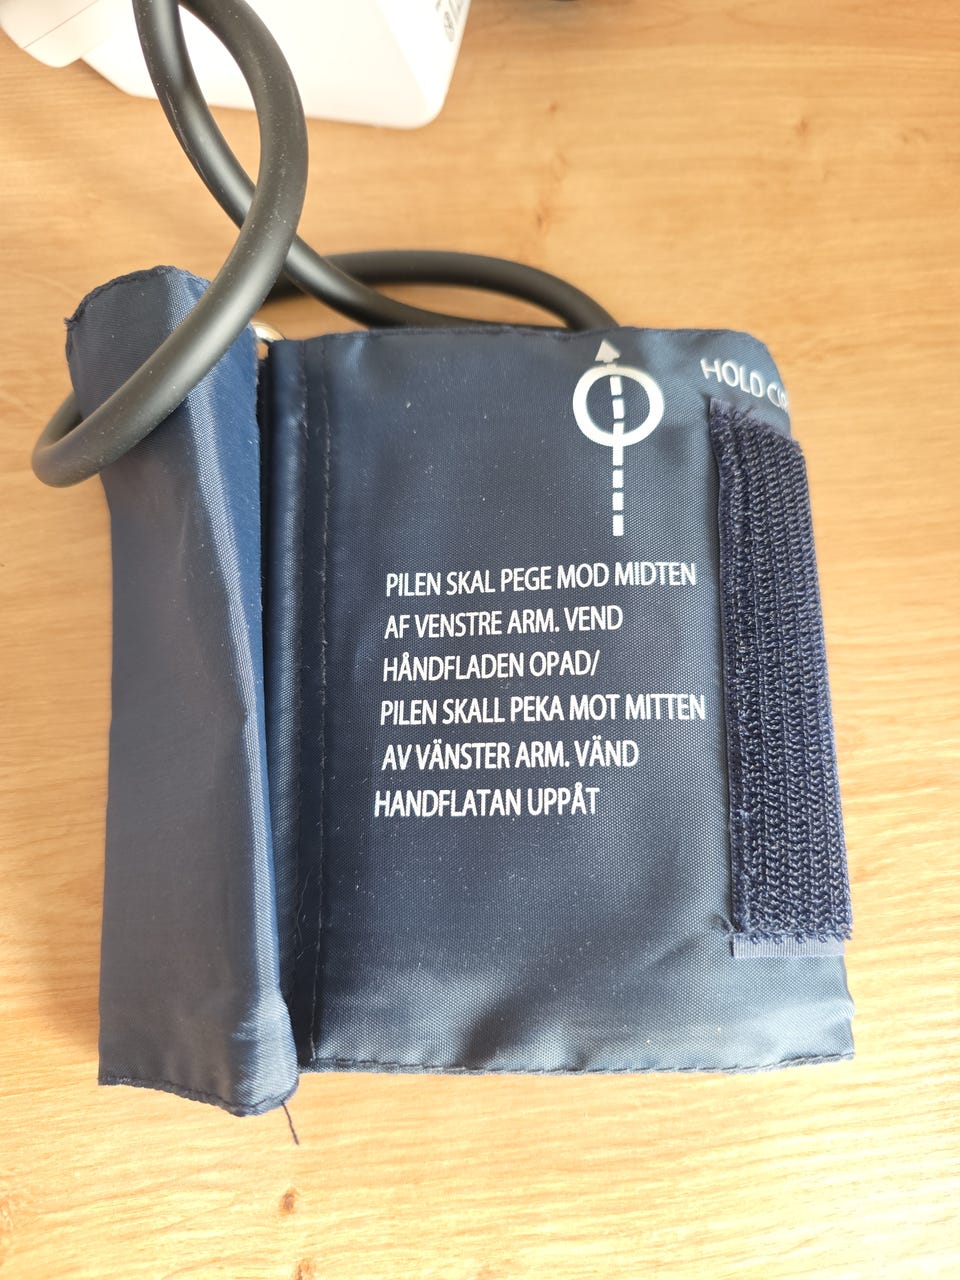 HOLD
PILEN SKAL PEGE MOD MIDTEN
AF VENSTRE ARM. VEND
HÅNDFLADEN OPAD/
PILEN SKALL PEKA MOT MITTEN
AV VÄNSTER ARM. VÄND
HANDFLATAN UPPÅT